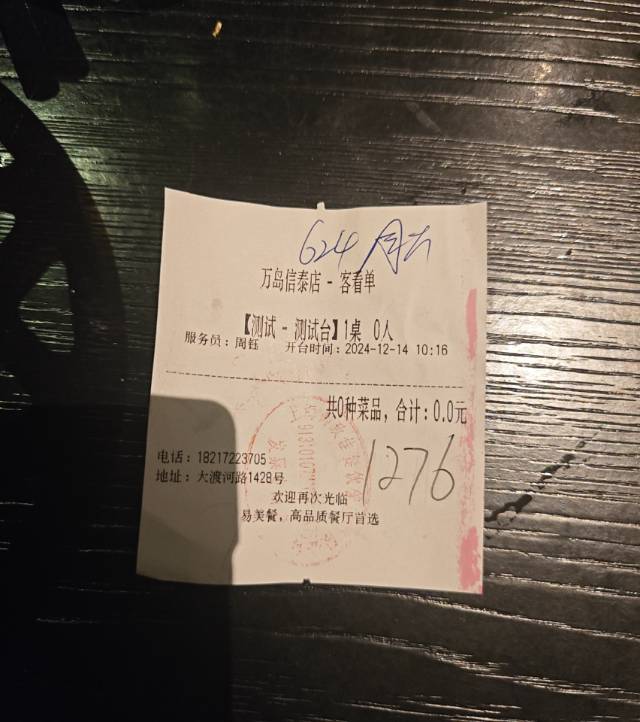 624 周云
万岛信泰店 - 客看单
【测试 - 测试台】1桌 0人
服务员：周钰 开台时间：2024-12-14 10:16
共0种菜品，合计：0.0元
1276
电话：18217223705
地址：大渡河路1428号
欢迎再次光临
易美餐，高品质餐厅首选